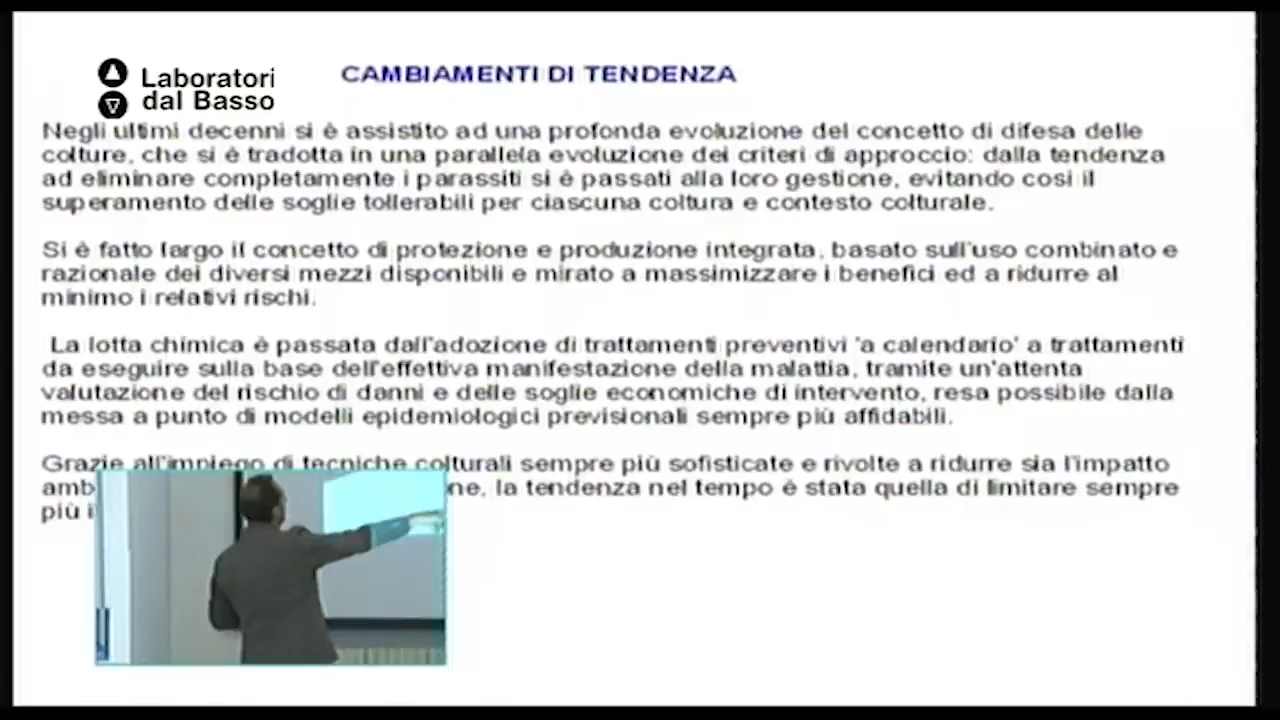 Laboratori
dal Basso
CAMBIAMENTI DI TENDENZA
Negli ultimi decenni si è assistito ad una profonda evoluzione del concetto di difesa delle
colture, che si è tradotta in una parallela evoluzione dei criteri di approccio: dalla tendenza
ad eliminare completamente i parassiti si è passati alla loro gestione, evitando così il
superamento delle soglie tollerabili per ciascuna coltura e contesto colturale.
Si è fatto largo il concetto di protezione e produzione integrata, basato sull'uso combinato e
razionale dei diversi mezzi disponibili e mirato a massimizzare i benefici ed a ridurre al
minimo i relativi rischi.
La lotta chimica è passata dall'adozione di trattamenti preventivi 'a calendario' a trattamenti
da eseguire sulla base dell'effettiva manifestazione della malattia, tramite un'attenta
valutazione del rischio di danni e delle soglie economiche di intervento, resa possibile dalla
messa a punto di modelli epidemiologici previsionali sempre più affidabili.
Grazie all'impiego di tecniche colturali sempre più sofisticate e rivolte a ridurre sia l'impatto
amb ne, la tendenza nel tempo è stata quella di limitare sempre
più i